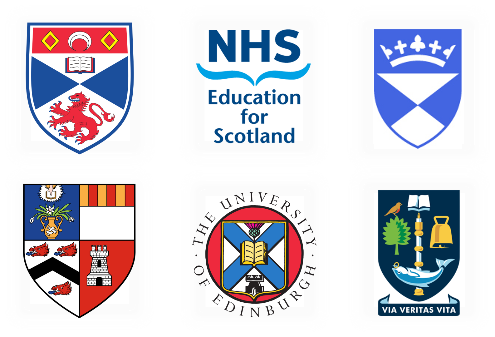 NHS
Education
for
Scotland
THE UNIVERSITY
OF EDINBURGH
VIA VERITAS VITA